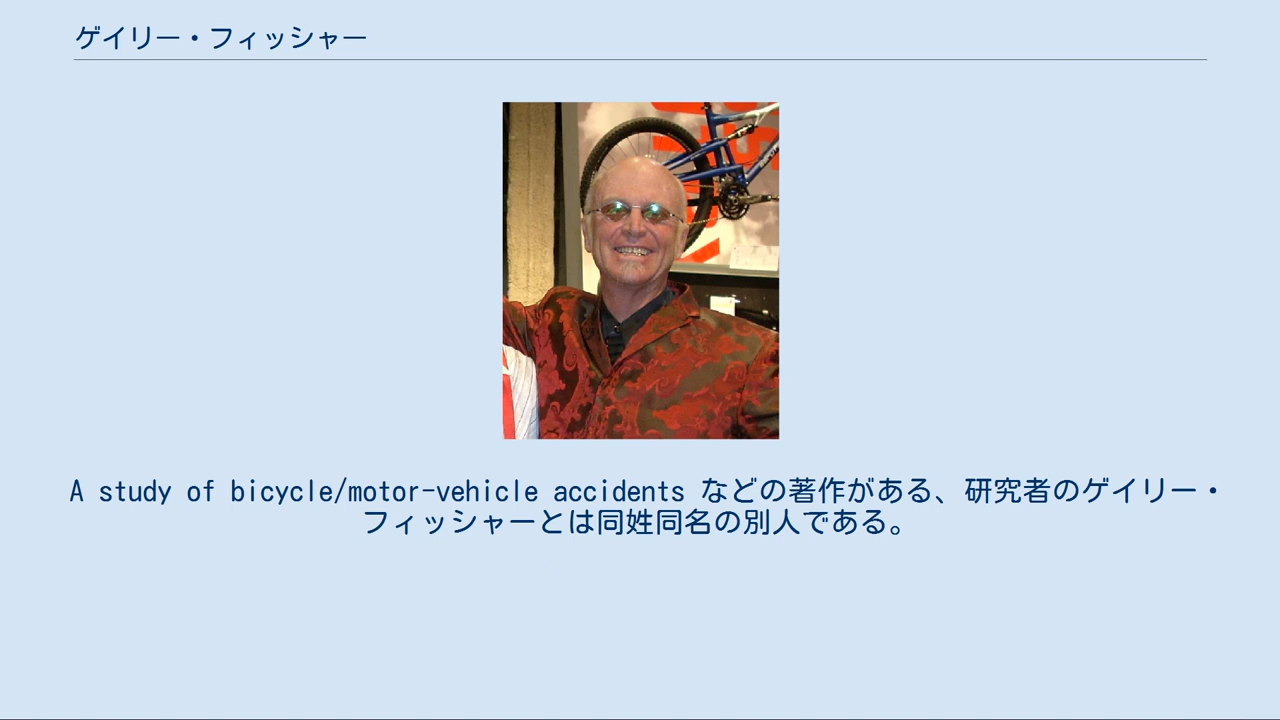 ゲイリー・フィッシャー
A study of bicycle/motor-vehicle accidents などの著作がある、研究者のゲイリー・
フィッシャーとは同姓同名の別人である。